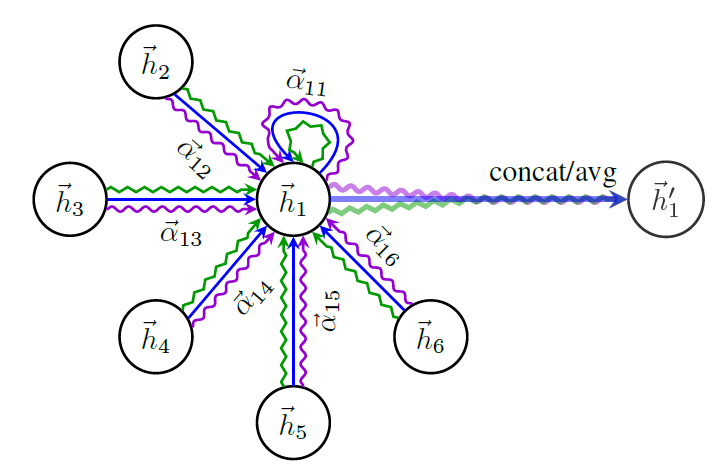 h⃗₂
α⃗₁₁
α⃗₁₂
concat/avg
h⃗₃
h⃗₁
h⃗′₁
α⃗₁₃
α⃗₁₆
α⃗₁₄
α⃗₁₅
h⃗₄
h⃗₆
h⃗₅